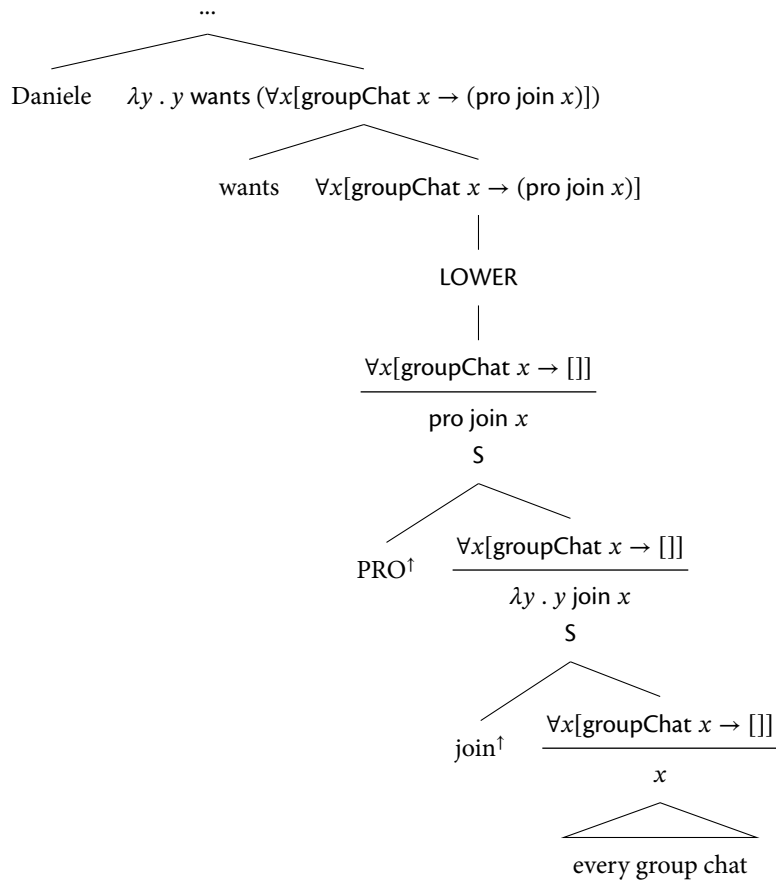 ...
Daniele λy . y wants (∀x[groupChat x → (pro join x)])
wants ∀x[groupChat x → (pro join x)]
LOWER
∀x[groupChat x → []]
pro join x
S
PRO↑ ∀x[groupChat x → []]
λy . y join x
S
join↑ ∀x[groupChat x → []]
x
every group chat